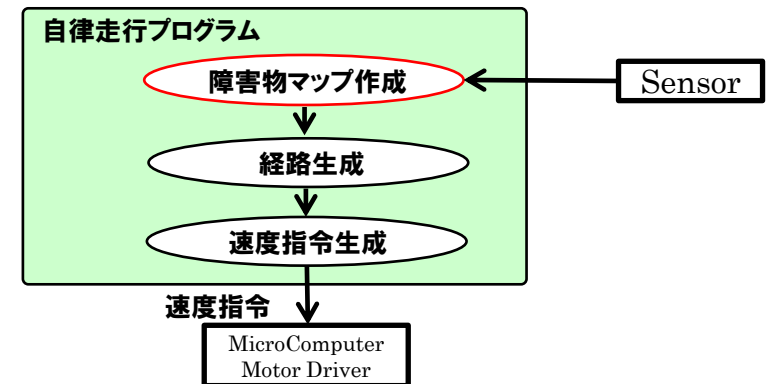 自律走行プログラム
障害物マップ作成
Sensor
経路生成
速度指令生成
速度指令
MicroComputer
Motor Driver